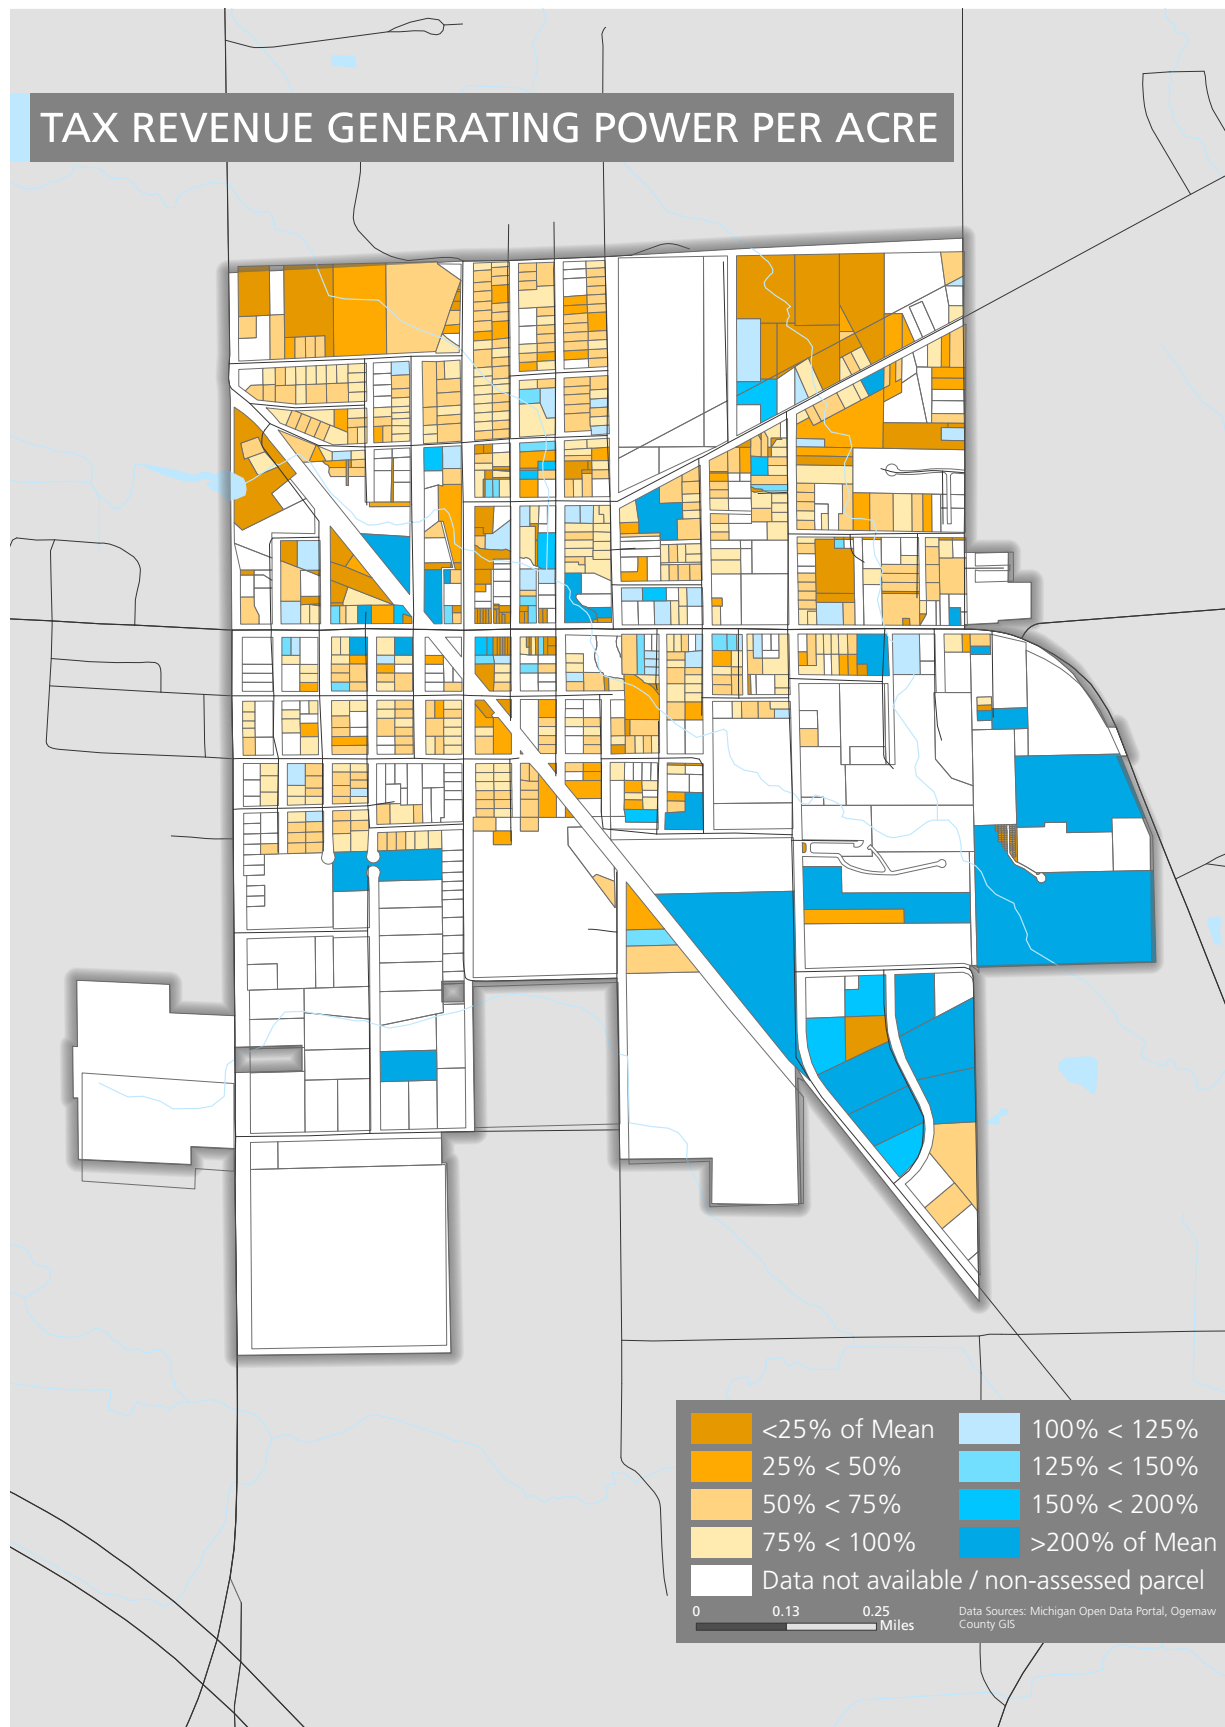 TAX REVENUE GENERATING POWER PER ACRE
<25% of Mean
25% < 50%
50% < 75%
75% < 100%
100% < 125%
125% < 150%
150% < 200%
>200% of Mean
Data not available / non-assessed parcel
0 0.13 0.25
Miles
Data Sources: Michigan Open Data Portal, Ogemaw
County GIS